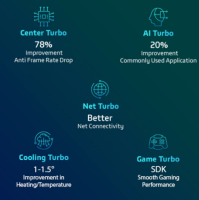 Center Turbo
78%
Improvement
Anti Frame Rate Drop
AI Turbo
20%
Improvement
Commonly Used Application
Net Turbo
Better
Net Connectivity
Cooling Turbo
1-1.5°
Improvement in
Heating/Temperature
Game Turbo
SDK
Smooth Gaming
Performance